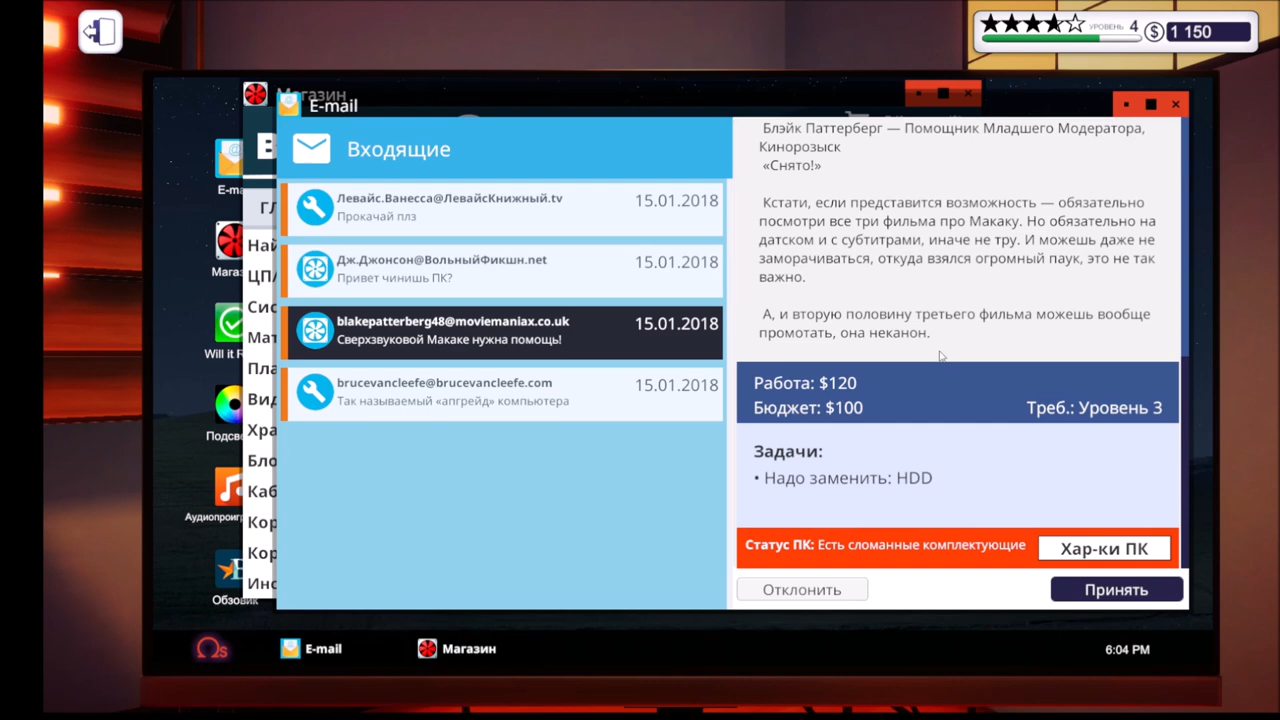 УРОВЕНЬ 4
$ 1 150
Магазин
E-mail
Входящие
Левайс.Ванесса@ЛевайсКнижный.tv
15.01.2018
Прокачай плз
Дж.Джонсон@ВольныйФикшн.net
15.01.2018
Привет чинишь ПК?
blakepatterberg48@moviemaniax.co.uk
15.01.2018
Сверхзвуковой Макаке нужна помощь!
brucevancleefe@brucevancleefe.com
15.01.2018
Так называемый «апгрейд» компьютера
Блэйк Паттерберг — Помощник Младшего Модератора,
Кинорозыск
«Снято!»
Кстати, если представится возможность — обязательно
посмотри все три фильма про Макаку. Но обязательно на
датском и с субтитрами, иначе не тру. И можешь даже не
заморачиваться, откуда взялся огромный паук, это не так
важно.
А, и вторую половину третьего фильма можешь вообще
промотать, она неканон.
Работа: $120
Бюджет: $100
Треб.: Уровень 3
Задачи:
• Надо заменить: HDD
Статус ПК: Есть сломанные комплектующие
Хар-ки ПК
Отклонить
Принять
E-ma
Магаз
Will it R
Подсв
Аудиопроиг
Обзовик
В
ГЛ
Най
ЦП/
Сис
Мат
Пла
Вид
Хра
Бло
Каб
Кор
Кор
Инс
Ωs
E-mail
Магазин
6:04 PM